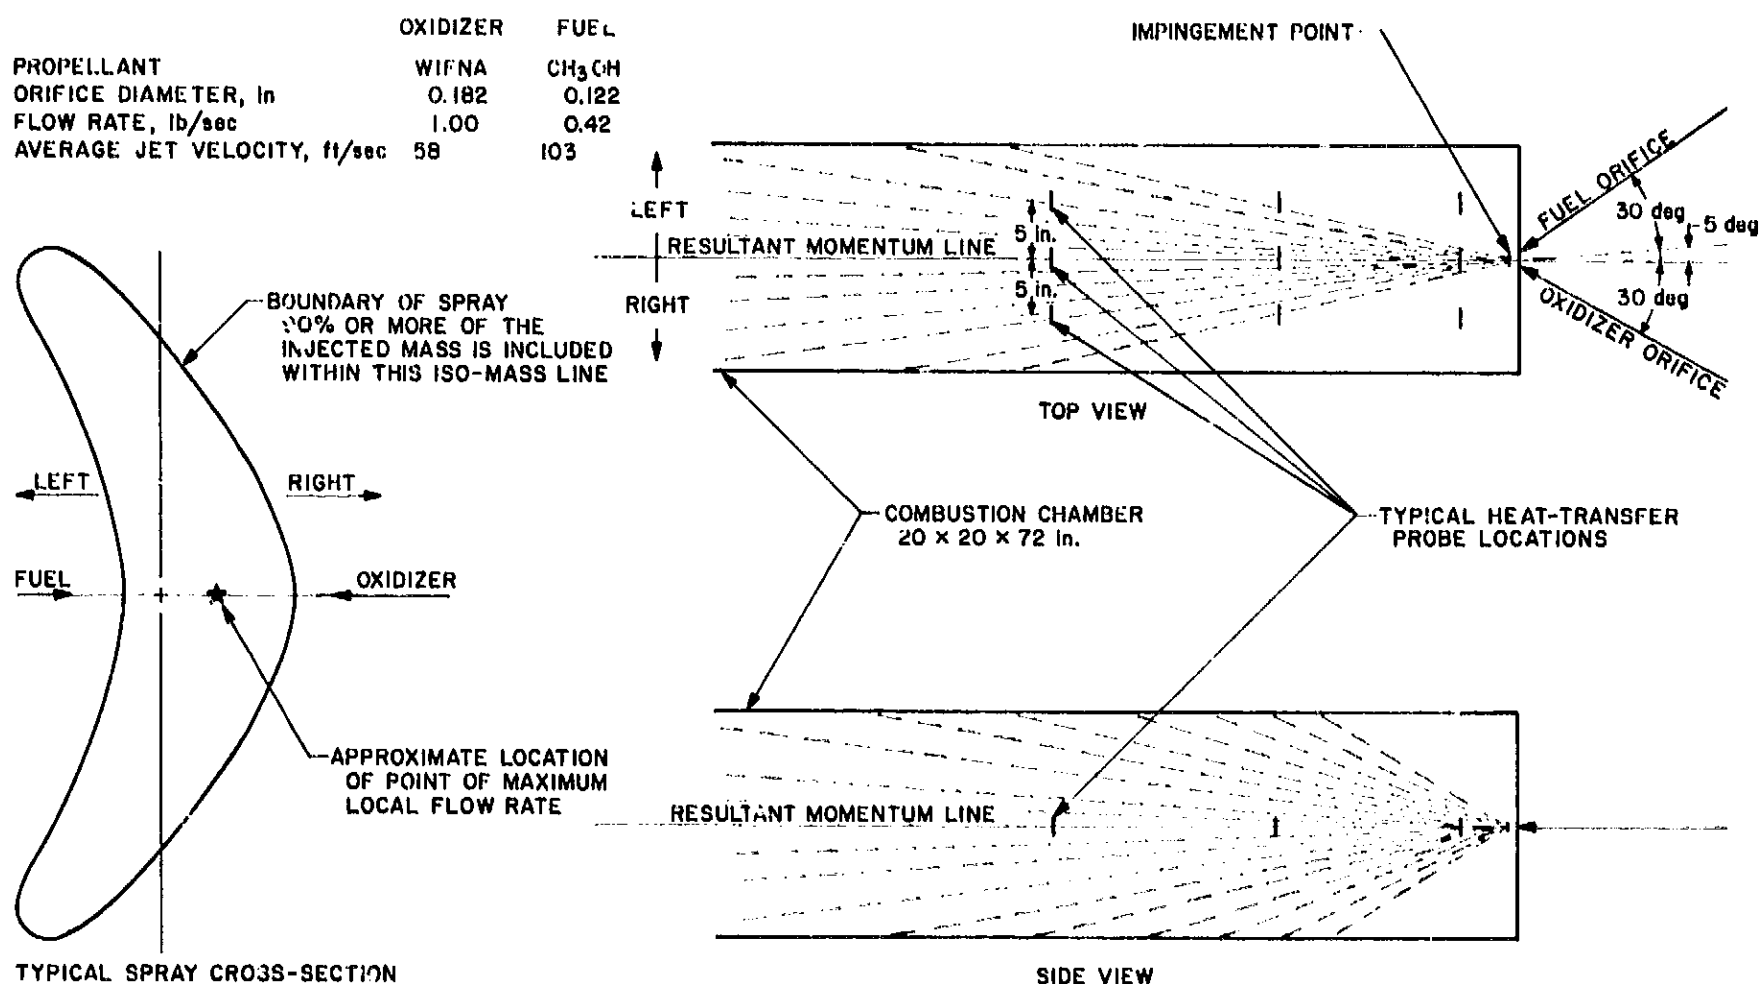 OXIDIZER FUEL
PROPELLANT WIFNA CH3OH
ORIFICE DIAMETER, in 0.182 0.122
FLOW RATE, lb/sec 1.00 0.42
AVERAGE JET VELOCITY, ft/sec 58 103
IMPINGEMENT POINT
FUEL ORIFICE
30 deg
5 deg
30 deg
OXIDIZER ORIFICE
LEFT
5 in.
RESULTANT MOMENTUM LINE
5 in.
RIGHT
TOP VIEW
BOUNDARY OF SPRAY
0% OR MORE OF THE
INJECTED MASS IS INCLUDED
WITHIN THIS ISO-MASS LINE
LEFT
RIGHT
FUEL
OXIDIZER
COMBUSTION CHAMBER
20 × 20 × 72 in.
TYPICAL HEAT-TRANSFER
PROBE LOCATIONS
APPROXIMATE LOCATION
OF POINT OF MAXIMUM
LOCAL FLOW RATE
RESULTANT MOMENTUM LINE
TYPICAL SPRAY CROSS-SECTION
SIDE VIEW